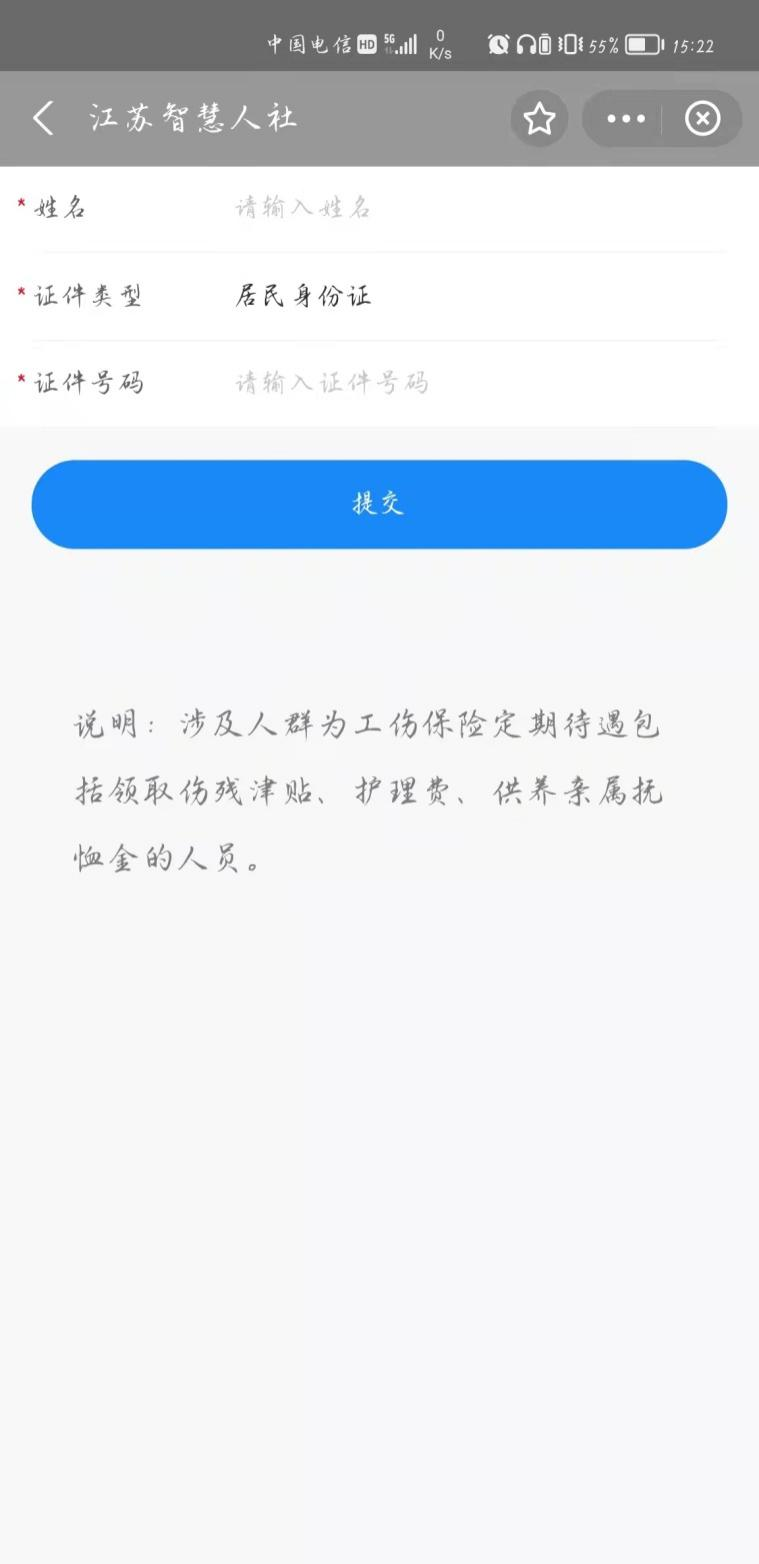 中国电信 HD 5G 0 K/s 55% 15:22
江苏智慧人社
* 姓名 请输入姓名
* 证件类型 居民身份证
* 证件号码 请输入证件号码
提交
说明：涉及人群为工伤保险定期待遇包
括领取伤残津贴、护理费、供养亲属抚
恤金的人员。